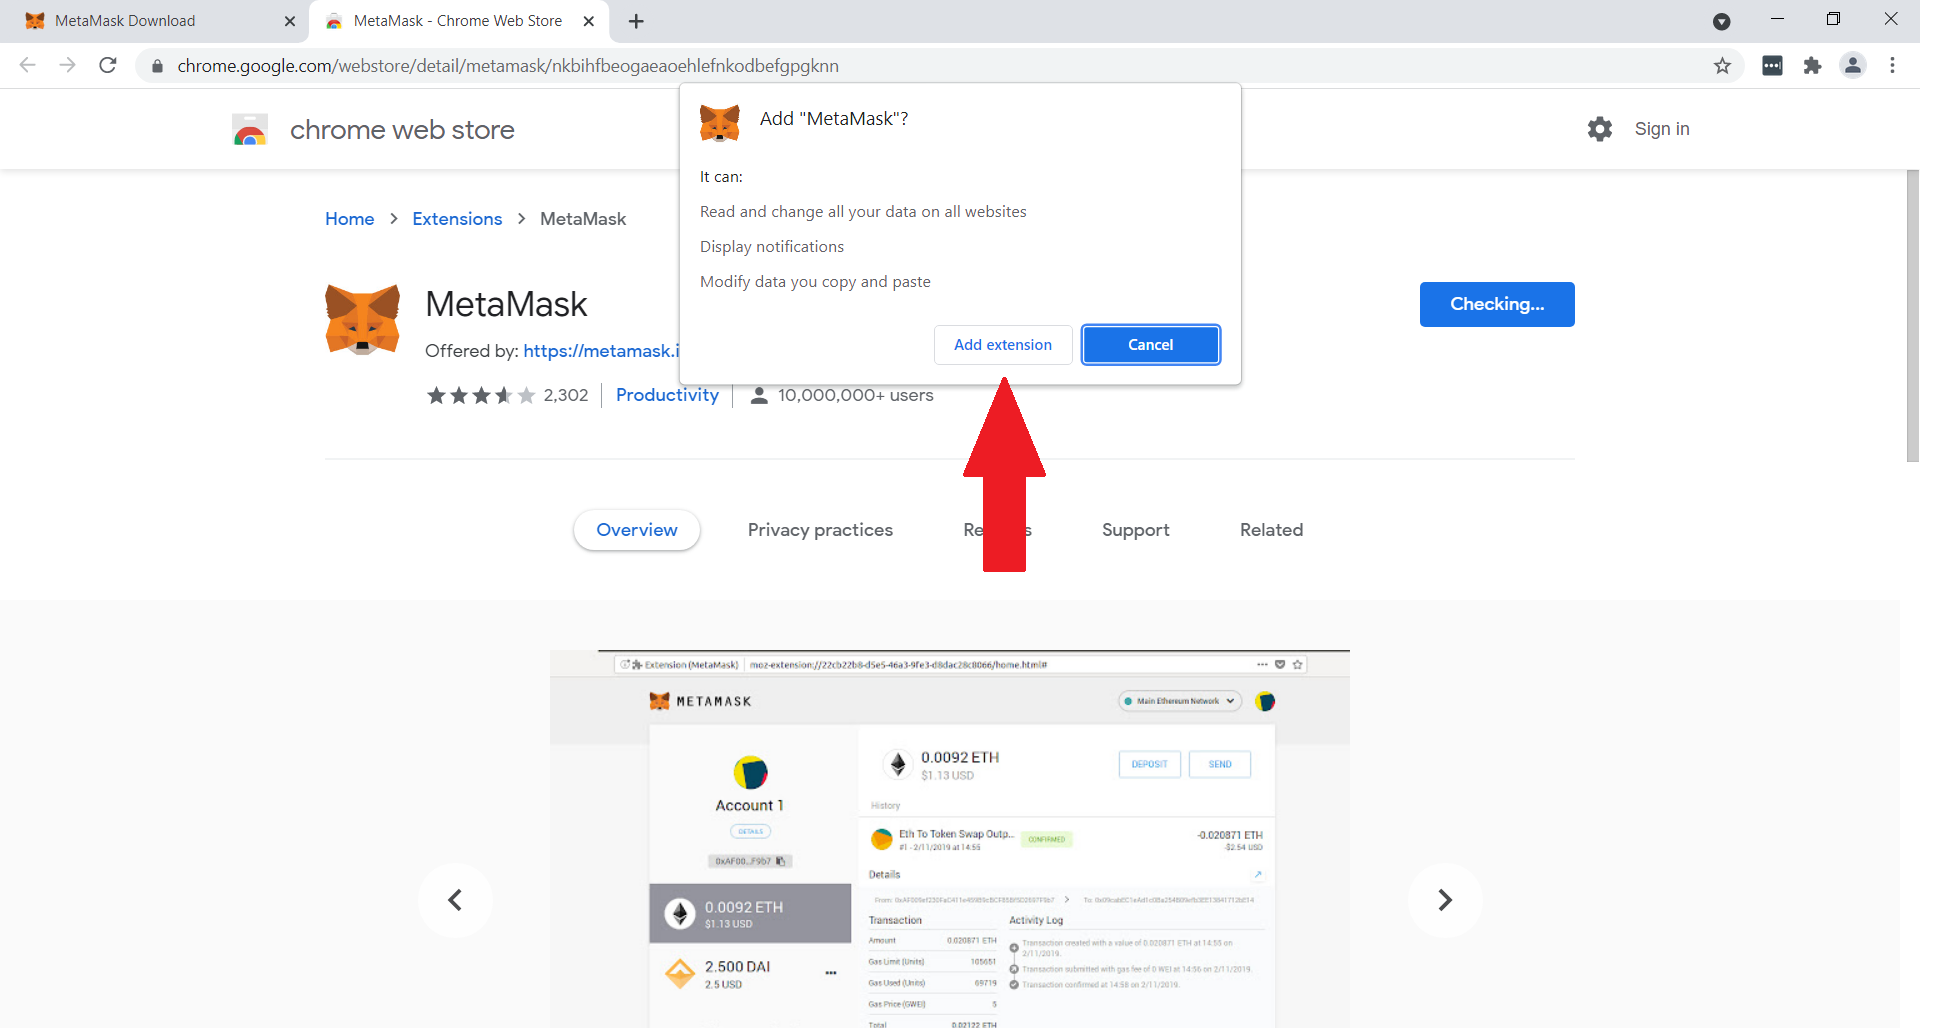 MetaMask Download
MetaMask - Chrome Web Store
chrome.google.com/webstore/detail/metamask/nkbihfbeogaeaoehlefnkodbefgpgknn
chrome web store
Sign in
Add "MetaMask"?
It can:
Read and change all your data on all websites
Display notifications
Modify data you copy and paste
Add extension
Cancel
Home > Extensions > MetaMask
MetaMask
Checking...
Offered by: https://metamask.i
2,302
Productivity
10,000,000+ users
Overview
Privacy practices
Support
Related
Extension (MetaMask)
moz-extension://22cb22b8-d5e5-46a3-9fe3-d8dac28c8066/home.html#
METAMASK
Main Ethereum Network
Account 1
DETAILS
0xAF00...F9b7
0.0092 ETH
$1.13 USD
2.500 DAI
2.5 USD
0.0092 ETH
$1.13 USD
DEPOSIT
SEND
History
Eth To Token Swap Outp...
CONFIRMED
-0.020871 ETH
#1 - 2/11/2019 at 14:55
-$2.54 USD
Details
Transaction
Amount 0.020871 ETH
Gas Limit (Units) 105651
Gas Used (Units) 69719
Gas Price (GWEI) 5
Total 0.02122 ETH
Activity Log
Transaction created with a value of 0.020871 ETH at 14:55 on
2/11/2019.
Transaction submitted with gas fee of 0 WEI at 14:56 on 2/11/2019.
Transaction confirmed at 14:58 on 2/11/2019.